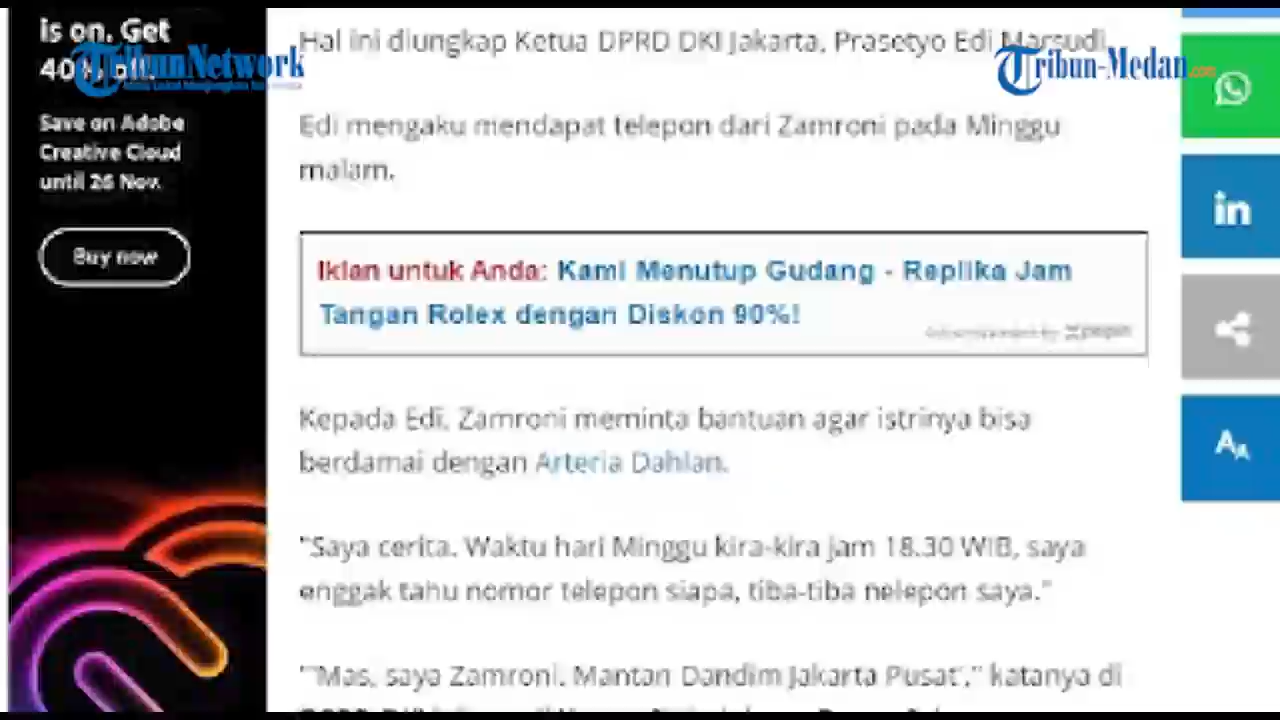 is on. Get
40% off.
TribunNetwork
Save on Adobe
Creative Cloud
until 26 Nov.
Buy now
Hal ini diungkap Ketua DPRD DKI Jakarta, Prasetyo Edi Marsudi.
Tribun-Medan.com
Edi mengaku mendapat telepon dari Zamroni pada Minggu
malam.
Iklan untuk Anda: Kami Menutup Gudang - Replika Jam
Tangan Rolex dengan Diskon 90%!
Kepada Edi, Zamroni meminta bantuan agar istrinya bisa
berdamai dengan Arteria Dahlan.
"Saya cerita. Waktu hari Minggu kira-kira jam 18.30 WIB, saya
enggak tahu nomor telepon siapa, tiba-tiba nelepon saya."
"'Mas, saya Zamroni. Mantan Dandim Jakarta Pusat'," katanya di
in
AA